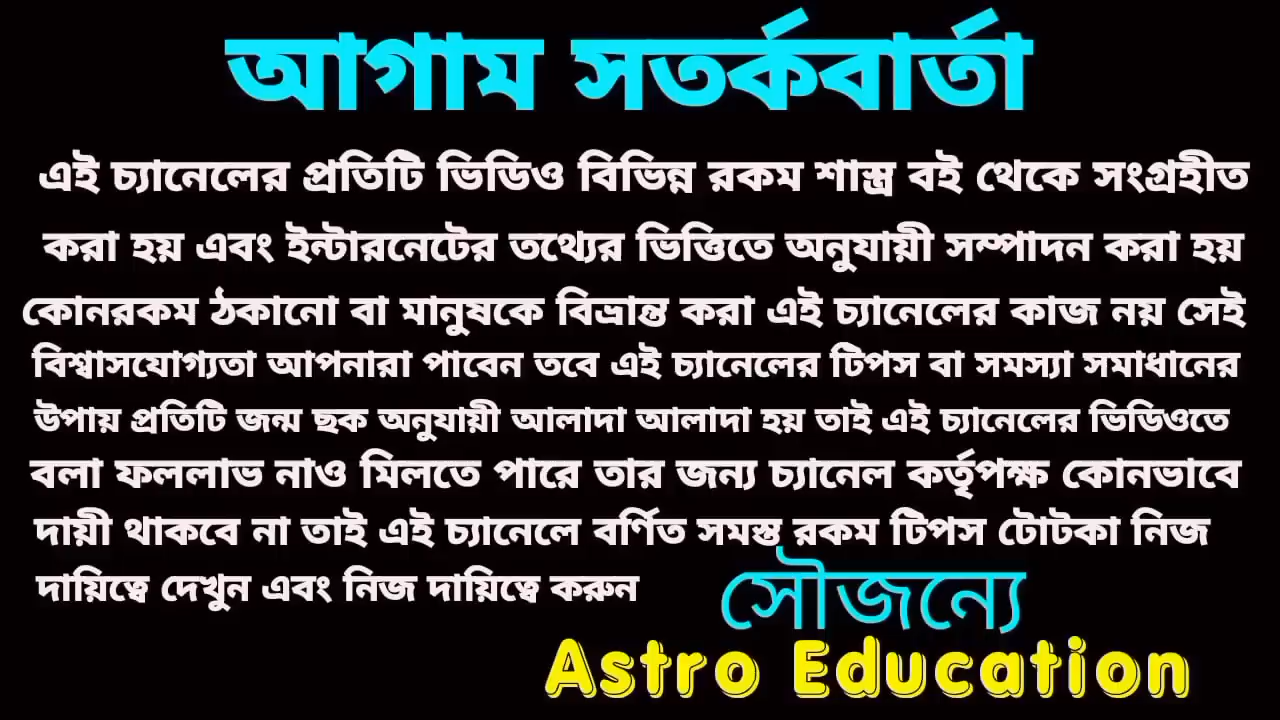 আগাম সতর্কবার্তা
এই চ্যানেলের প্রতিটি ভিডিও বিভিন্ন রকম শাস্ত্র বই থেকে সংগ্রহীত
করা হয় এবং ইন্টারনেটের তথ্যের ভিত্তিতে অনুযায়ী সম্পাদন করা হয়
কোনরকম ঠকানো বা মানুষকে বিভ্রান্ত করা এই চ্যানেলের কাজ নয় সেই
বিশ্বাসযোগ্যতা আপনারা পাবেন তবে এই চ্যানেলের টিপস বা সমস্যা সমাধানের
উপায় প্রতিটি জন্ম ছক অনুযায়ী আলাদা আলাদা হয় তাই এই চ্যানেলের ভিডিওতে
বলা ফললাভ নাও মিলতে পারে তার জন্য চ্যানেল কর্তৃপক্ষ কোনভাবে
দায়ী থাকবে না তাই এই চ্যানেলে বর্ণিত সমস্ত রকম টিপস টোটকা নিজ
দায়িত্বে দেখুন এবং নিজ দায়িত্বে করুন
সৌজন্যে
Astro Education